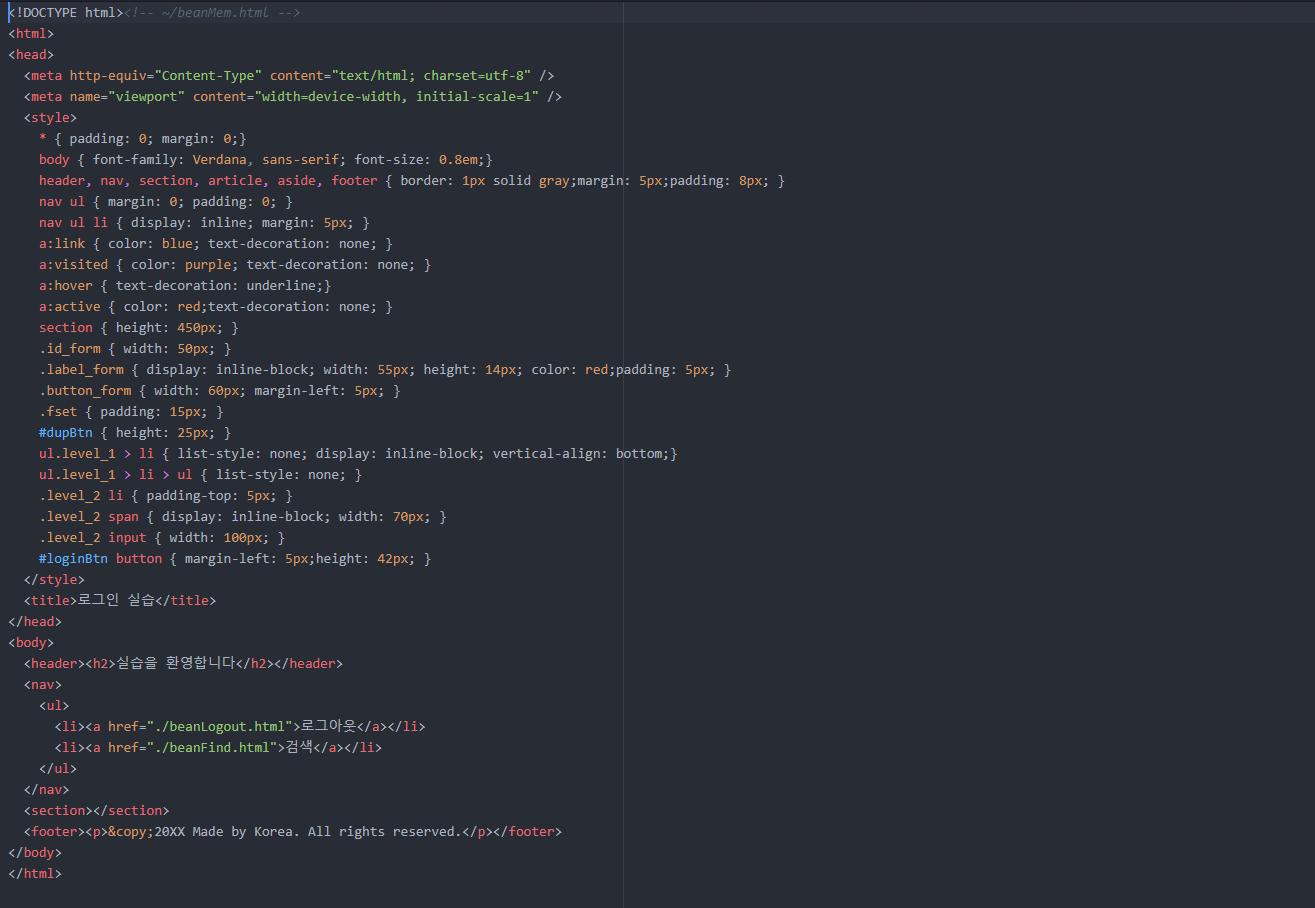 <!DOCTYPE html><!-- ~/beanMem.html -->
<html>
<head>
  <meta http-equiv="Content-Type" content="text/html; charset=utf-8" />
  <meta name="viewport" content="width=device-width, initial-scale=1" />
  <style>
    * { padding: 0; margin: 0;}
    body { font-family: Verdana, sans-serif; font-size: 0.8em;}
    header, nav, section, article, aside, footer { border: 1px solid gray;margin: 5px;padding: 8px; }
    nav ul { margin: 0; padding: 0; }
    nav ul li { display: inline; margin: 5px; }
    a:link { color: blue; text-decoration: none; }
    a:visited { color: purple; text-decoration: none; }
    a:hover { text-decoration: underline;}
    a:active { color: red;text-decoration: none; }
    section { height: 450px; }
    .id_form { width: 50px; }
    .label_form { display: inline-block; width: 55px; height: 14px; color: red;padding: 5px; }
    .button_form { width: 60px; margin-left: 5px; }
    .fset { padding: 15px; }
    #dupBtn { height: 25px; }
    ul.level_1 > li { list-style: none; display: inline-block; vertical-align: bottom;}
    ul.level_1 > li > ul { list-style: none; }
    .level_2 li { padding-top: 5px; }
    .level_2 span { display: inline-block; width: 70px; }
    .level_2 input { width: 100px; }
    #loginBtn button { margin-left: 5px;height: 42px; }
  </style>
  <title>로그인 실습</title>
</head>
<body>
  <header><h2>실습을 환영합니다</h2></header>
  <nav>
    <ul>
      <li><a href="./beanLogout.html">로그아웃</a></li>
      <li><a href="./beanFind.html">검색</a></li>
    </ul>
  </nav>
  <section></section>
  <footer><p>&copy;20XX Made by Korea. All rights reserved.</p></footer>
</body>
</html>